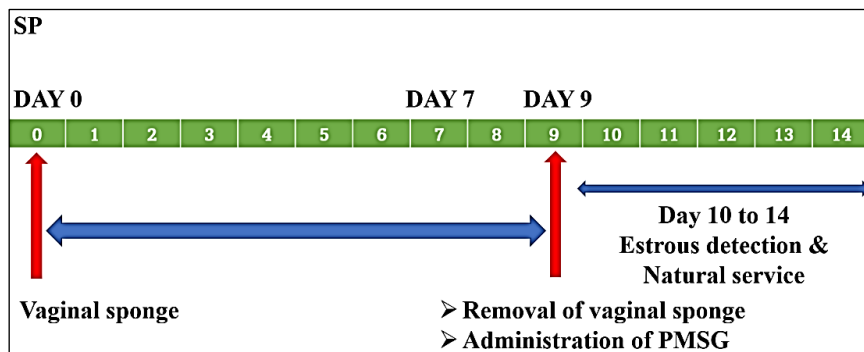 SP
DAY 0 DAY 7 DAY 9
0 1 2 3 4 5 6 7 8 9 10 11 12 13 14
Day 10 to 14
Estrous detection &
Natural service
Vaginal sponge
➢ Removal of vaginal sponge
➢ Administration of PMSG